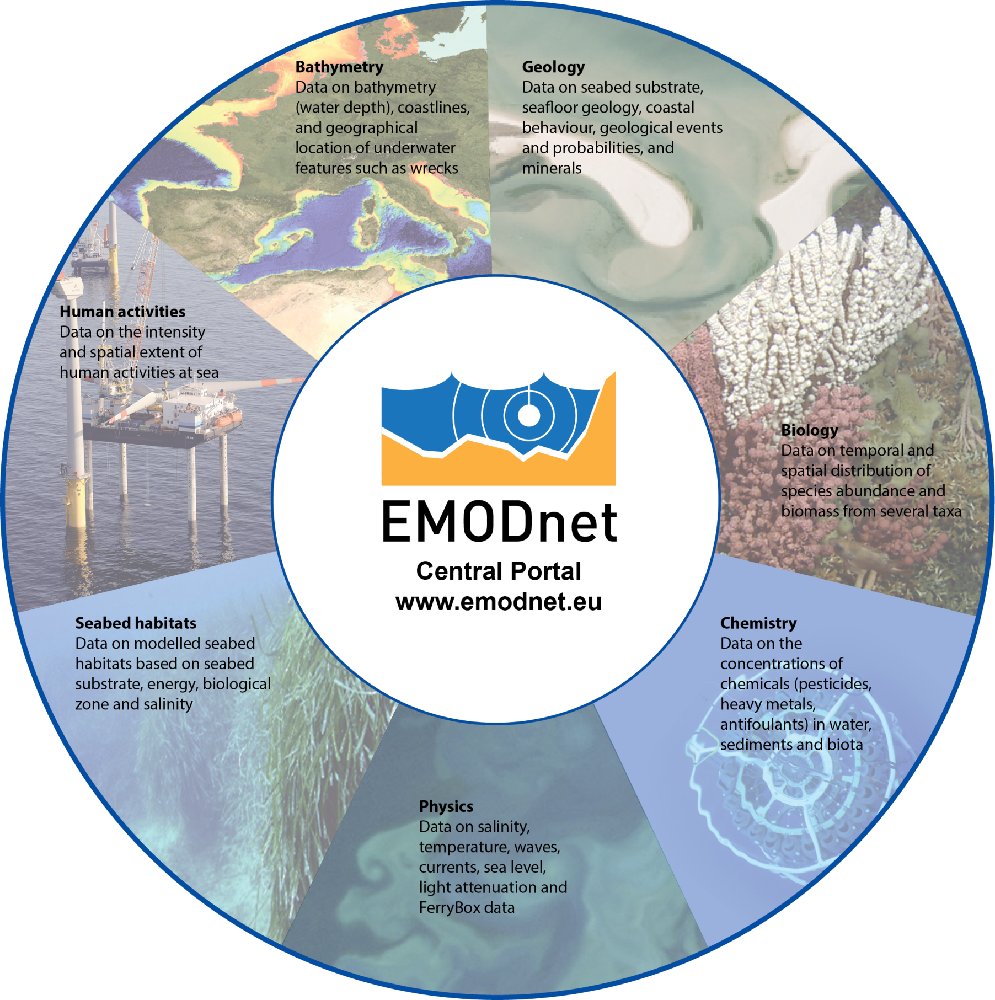 Bathymetry
Data on bathymetry
(water depth), coastlines,
and geographical
location of underwater
features such as wrecks
Geology
Data on seabed substrate,
seafloor geology, coastal
behaviour, geological events
and probabilities, and
minerals
Human activities
Data on the intensity
and spatial extent of
human activities at sea
Biology
Data on temporal and
spatial distribution of
species abundance and
biomass from several taxa
EMODnet
Central Portal
www.emodnet.eu
Seabed habitats
Data on modelled seabed
habitats based on seabed
substrate, energy, biological
zone and salinity
Chemistry
Data on the
concentrations of
chemicals (pesticides,
heavy metals,
antifoulants) in water,
sediments and biota
Physics
Data on salinity,
temperature, waves,
currents, sea level,
light attenuation and
FerryBox data